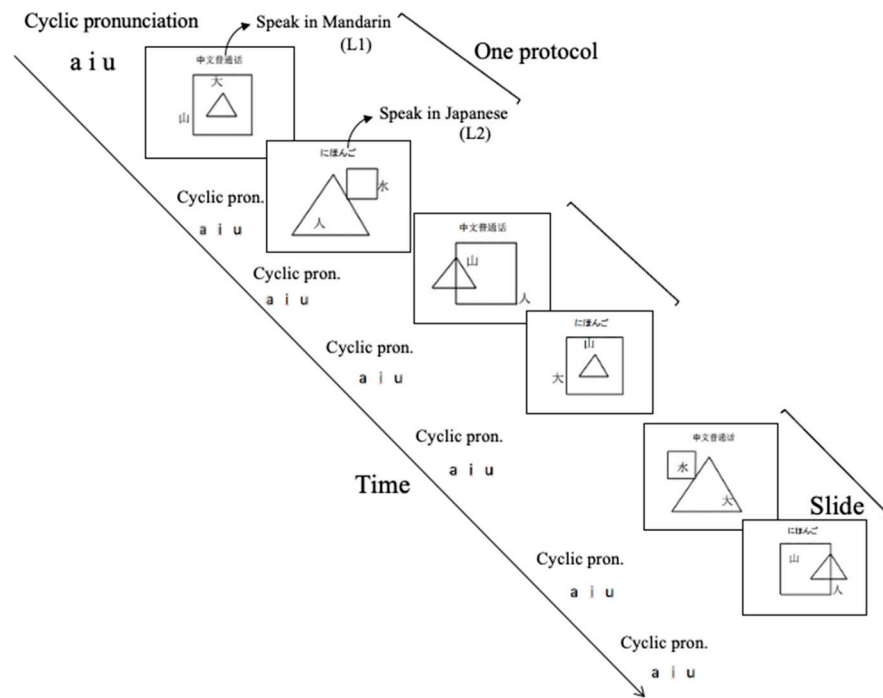 Cyclic pronunciation
a i u
Speak in Mandarin
(L1)
One protocol
中文普通话
大
山
Speak in Japanese
(L2)
にほんご
水
人
Cyclic pron.
a i u
中文普通话
山
人
Cyclic pron.
a i u
にほんご
山
大
Cyclic pron.
a i u
中文普通话
水
大
Cyclic pron.
a i u
Time
Slide
にほんご
山
人
Cyclic pron.
a i u
Cyclic pron.
a i u